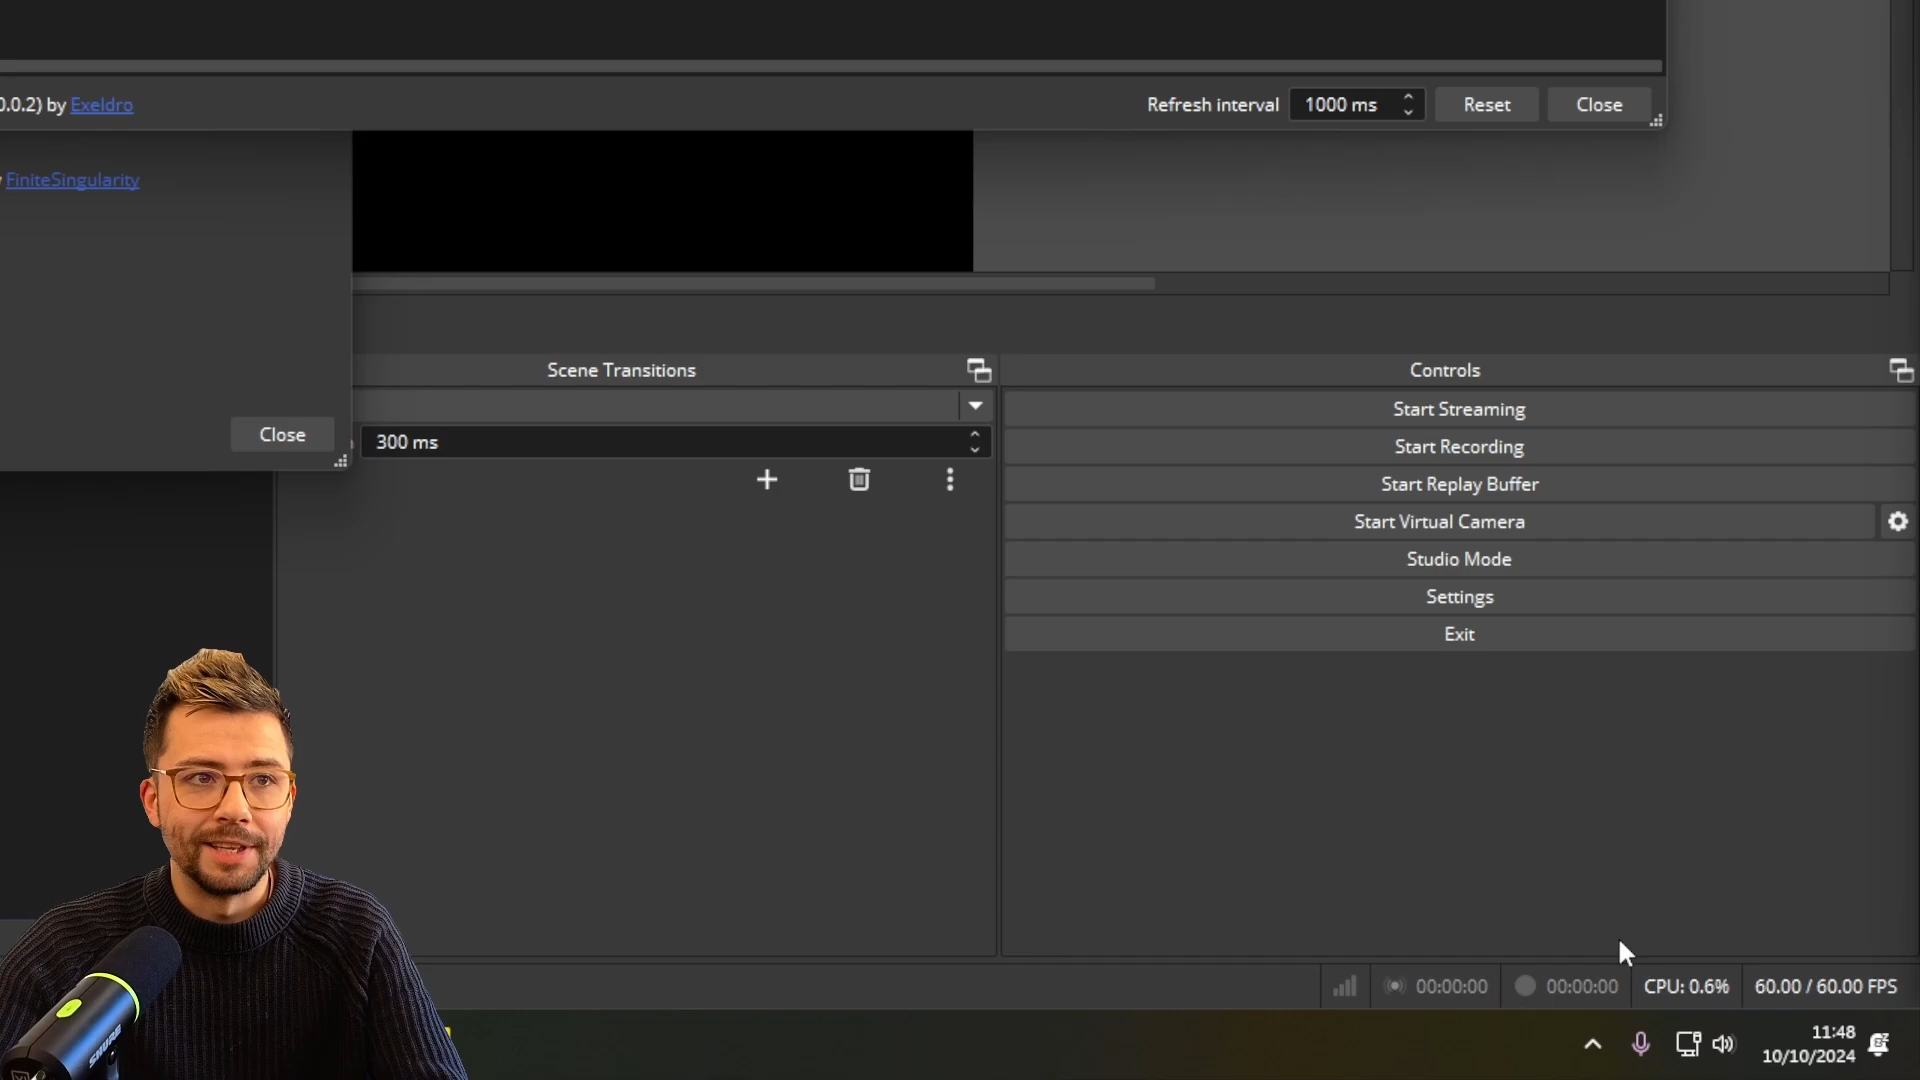 0.0.2) by Exeldro
Refresh interval 1000 ms Reset Close
FiniteSingularity
Scene Transitions
Controls
Start Streaming
Close
300 ms
Start Recording
Start Replay Buffer
Start Virtual Camera
Studio Mode
Settings
Exit
00:00:00 00:00:00 CPU: 0.6% 60.00 / 60.00 FPS
SHURE
11:48
10/10/2024